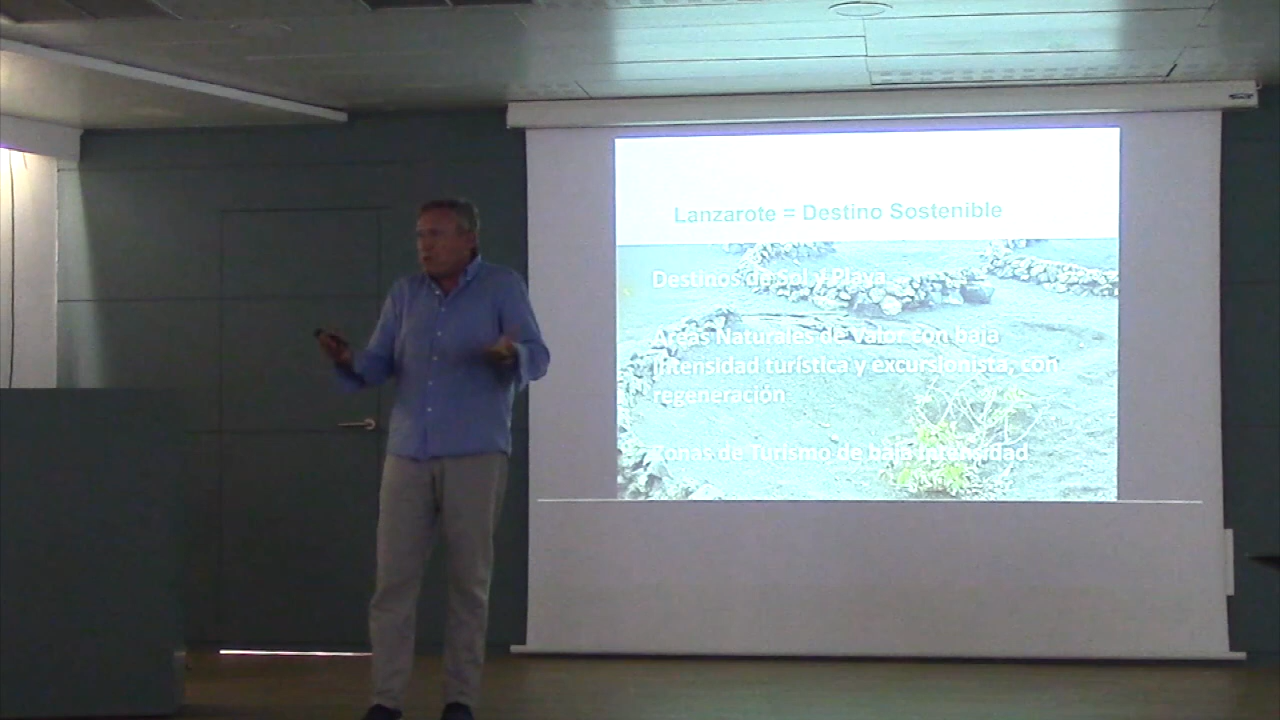 Lanzarote = Destino Sostenible
Destinos de Sol y Playa
Areas Naturales de Valor con baja
intensidad turística y excursionista, con
regeneración
Zonas de Turismo de baja intensidad